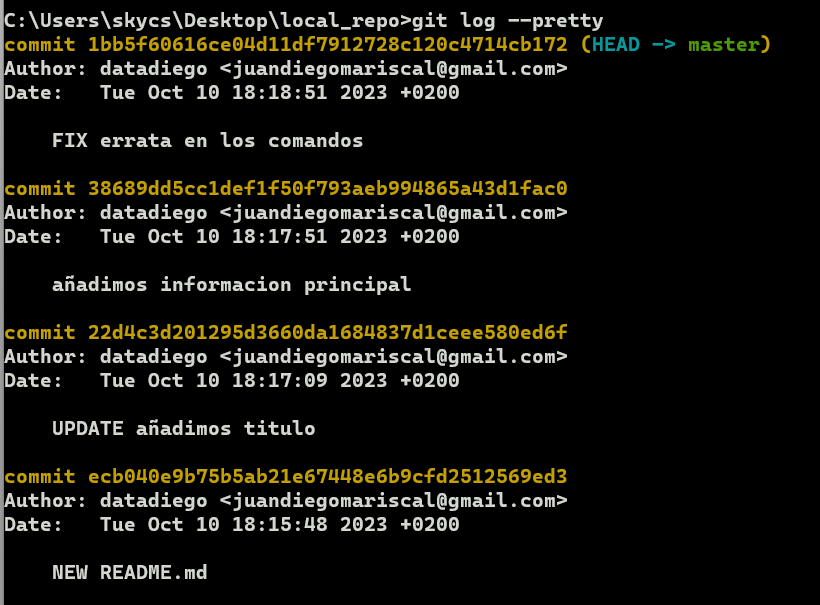 C:\Users\skycs\Desktop\local_repo>git log --pretty
commit 1bb5f60616ce04d11df7912728c120c4714cb172 (HEAD -> master)
Author: datadiego <juandiegomariscal@gmail.com>
Date:   Tue Oct 10 18:18:51 2023 +0200
    FIX errata en los comandos
commit 38689dd5cc1def1f50f793aeb994865a43d1fac0
Author: datadiego <juandiegomariscal@gmail.com>
Date:   Tue Oct 10 18:17:51 2023 +0200
    añadimos informacion principal
commit 22d4c3d201295d3660da1684837d1ceee580ed6f
Author: datadiego <juandiegomariscal@gmail.com>
Date:   Tue Oct 10 18:17:09 2023 +0200
    UPDATE añadimos titulo
commit ecb040e9b75b5ab21e67448e6b9cfd2512569ed3
Author: datadiego <juandiegomariscal@gmail.com>
Date:   Tue Oct 10 18:15:48 2023 +0200
    NEW README.md